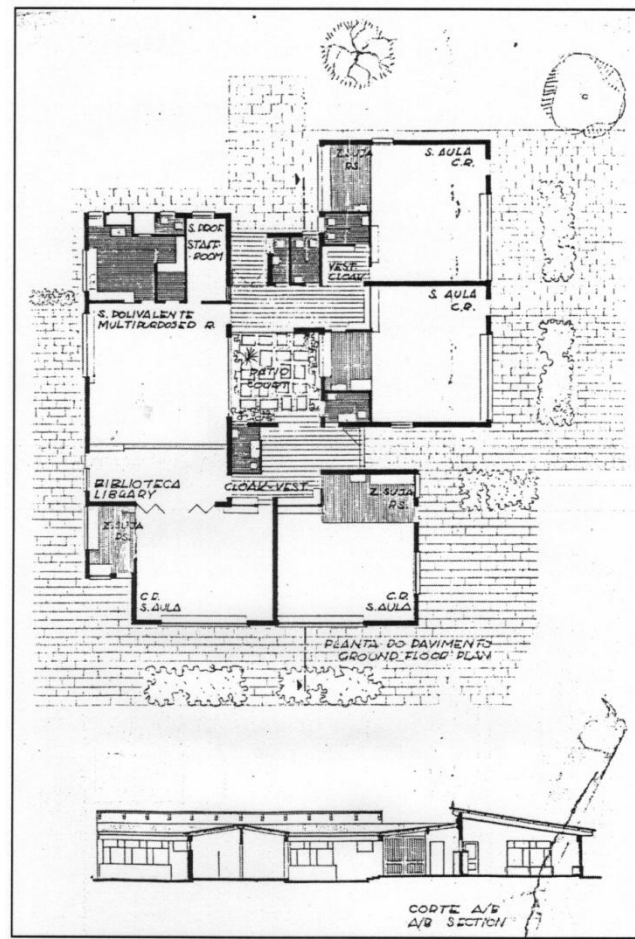 Z. SUJA
P.S.
S. AULA
C.R.
S. PROF.
STAFF-
-ROOM
VEST-
CLOAK
S. AULA
C.R.
S. POLIVALENTE
MULTIPURPOSED R.
PATIO
COURT
BIBLIOTECA
LIBRARY
CLOAK-VEST
Z. SUJA
P.S.
Z. SUJA
P.S.
C.R.
S. AULA
C.R.
S. AULA
PLANTA DO PAVIMENTO
GROUND FLOOR PLAN
CORTE A/B
A/B SECTION